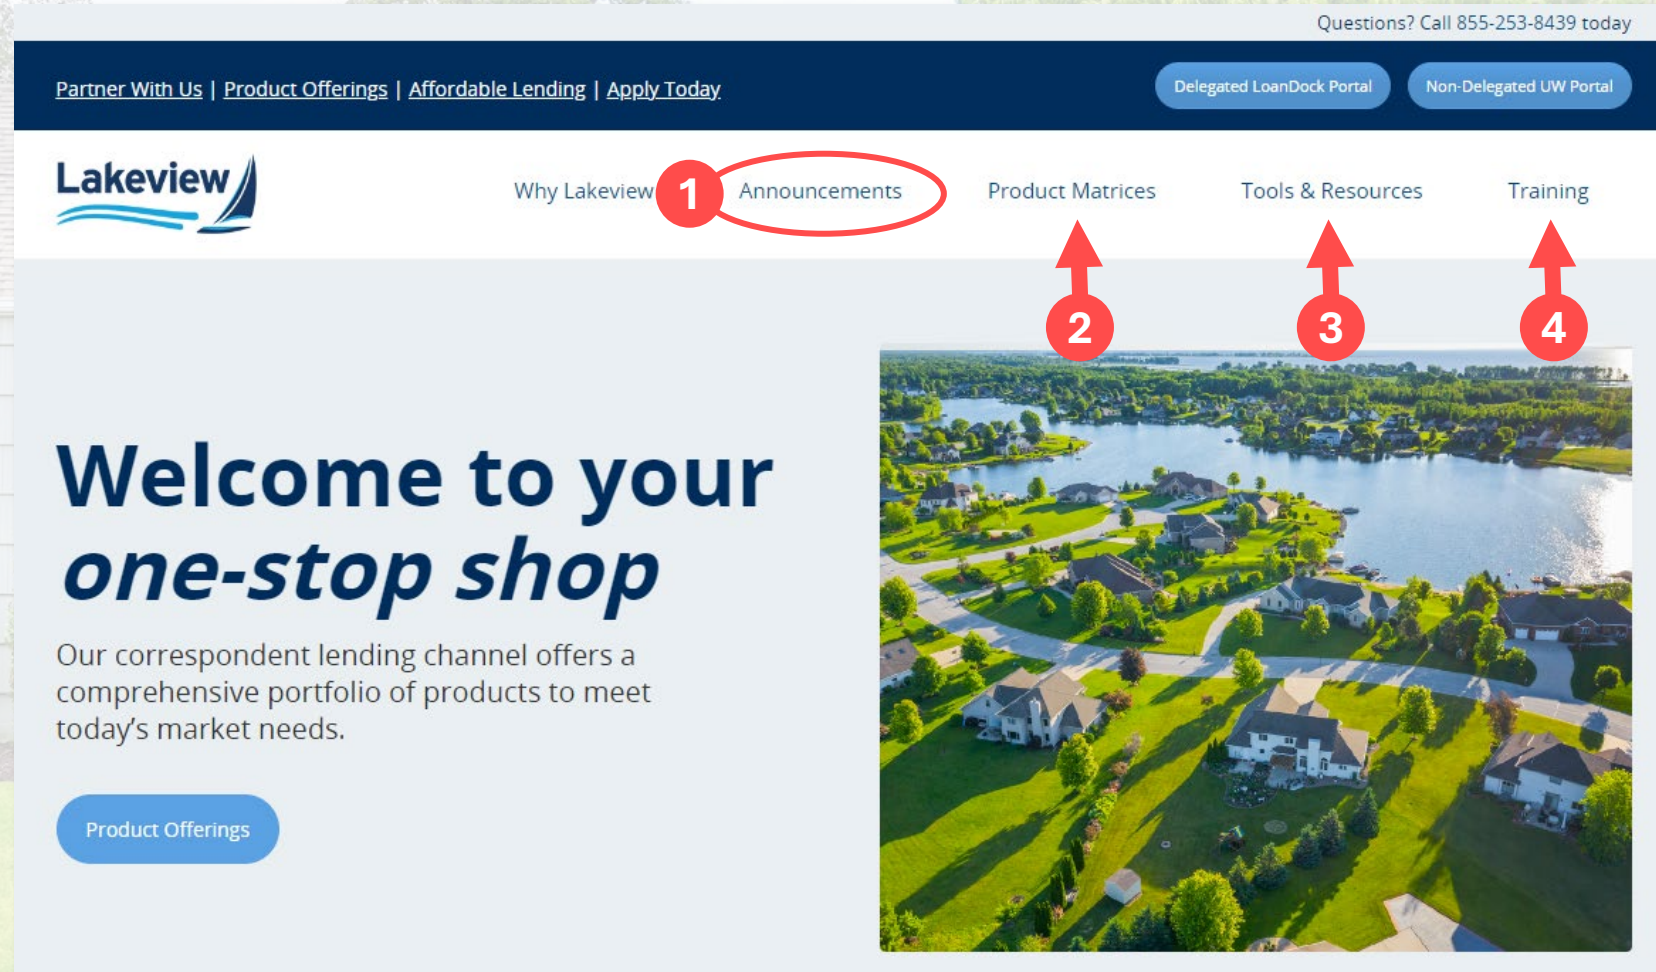 Questions? Call 855-253-8439 today
Partner With Us | Product Offerings | Affordable Lending | Apply Today
Delegated LoanDock Portal
Non-Delegated UW Portal
Lakeview
Why Lakeview
1
Announcements
Product Matrices
Tools & Resources
Training
2
3
4
Welcome to your
one-stop shop
Our correspondent lending channel offers a
comprehensive portfolio of products to meet
today's market needs.
Product Offerings